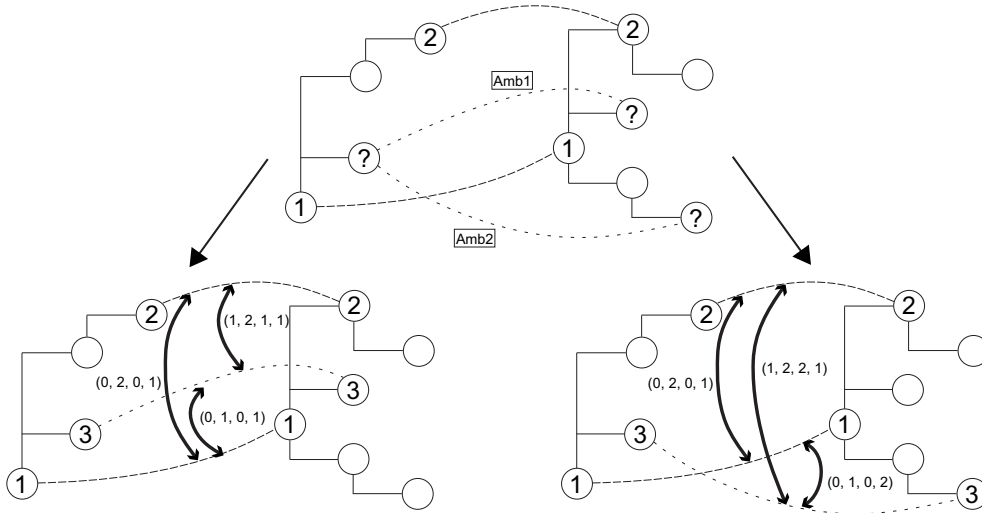 2
2
Amb1
?
?
1
1
?
Amb2
2
2
(1, 2, 1, 1)
(0, 2, 0, 1)
3
(0, 1, 0, 1)
3
1
1
2
2
(0, 2, 0, 1)
(1, 2, 2, 1)
1
3
(0, 1, 0, 2)
1
3